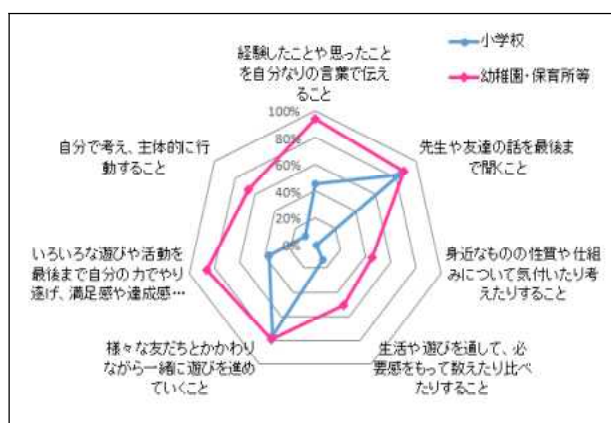 経験したことや思ったこと
を自分なりの言葉で伝え
ること
小学校
幼稚園・保育所等
100%
80%
60%
40%
20%
0%
先生や友達の話を最後ま
で聞くこと
身近なものの性質や仕組
みについて気付いたり考
えたりすること
生活や遊びを通して、必
要感をもって数えたり比べ
たりすること
様々な友だちとかかわり
ながら一緒に遊びを進め
ていくこと
いろいろな遊びや活動を
最後まで自分の力でやり
遂げ、満足感や達成感…
自分で考え、主体的に行
動すること